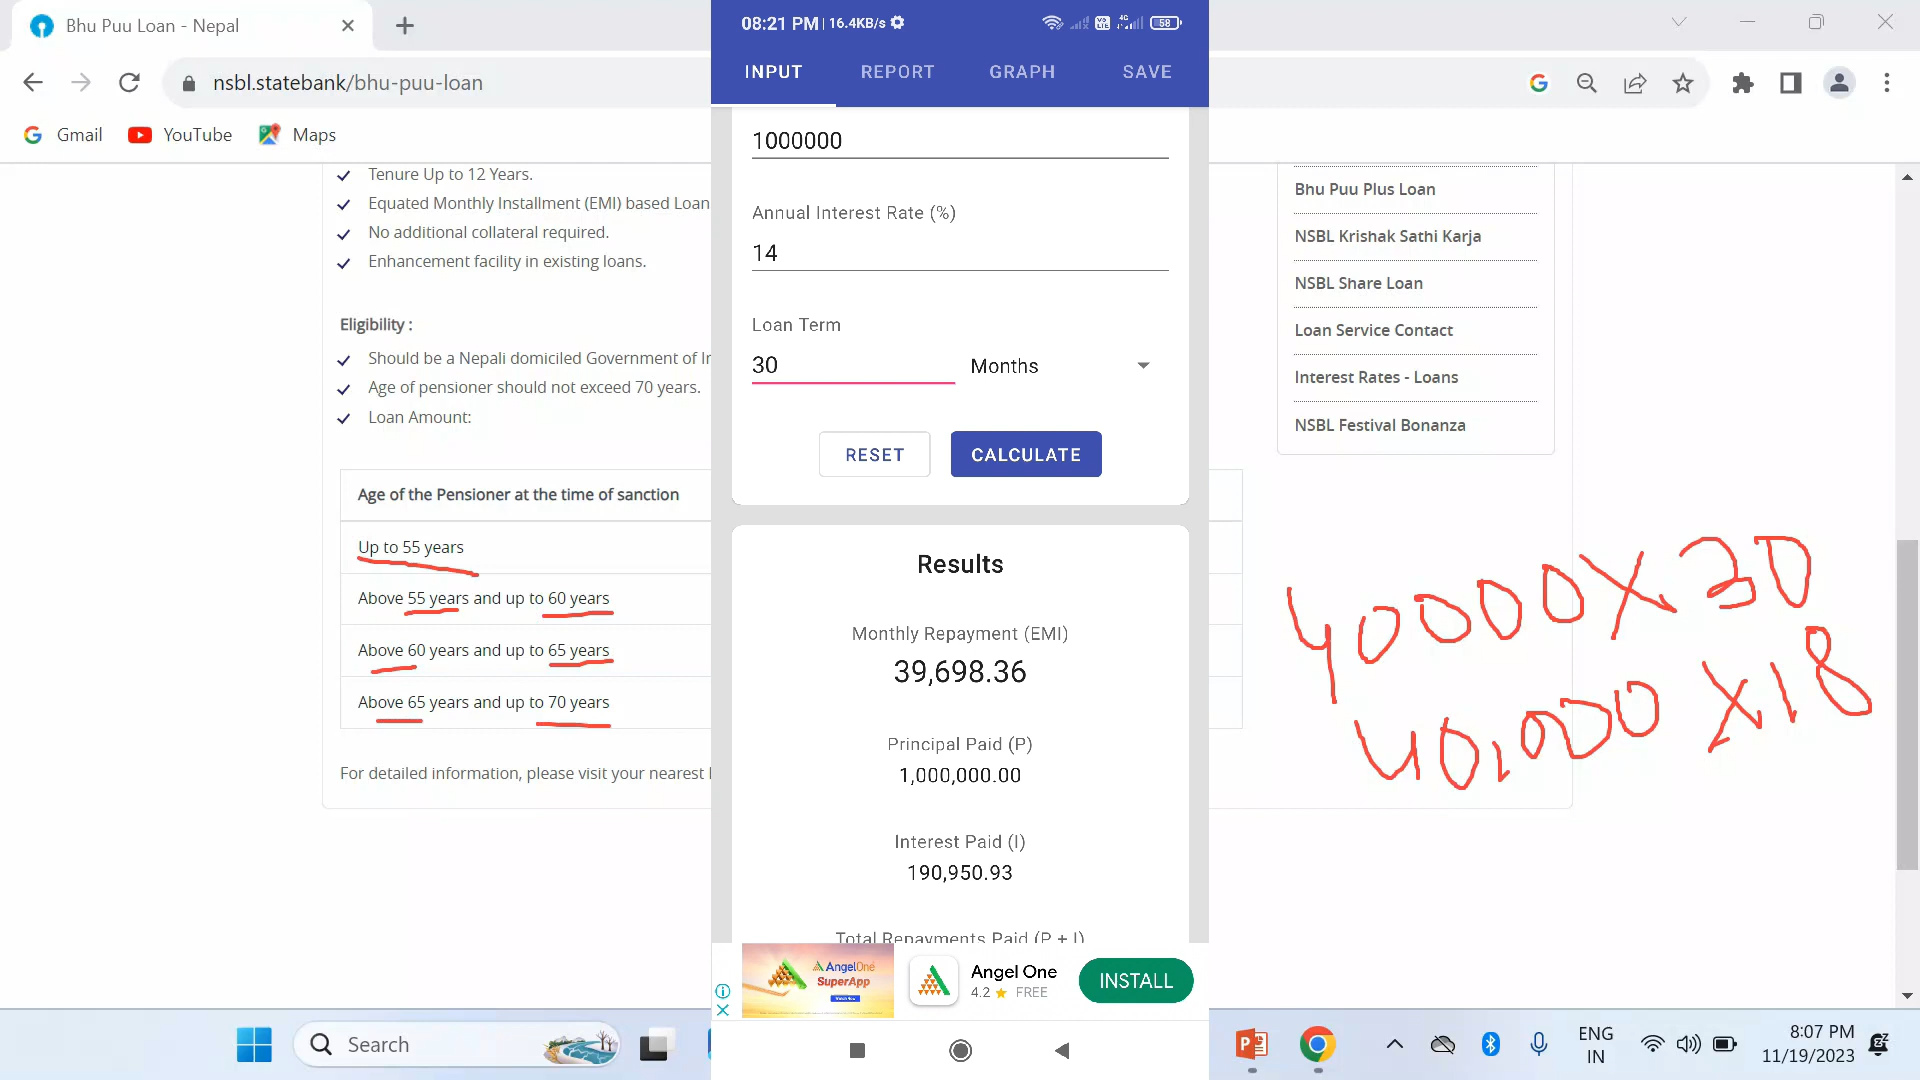 Bhu Puu Loan - Nepal
nsbl.statebank/bhu-puu-loan
Gmail YouTube Maps
Tenure Up to 12 Years.
Equated Monthly Installment (EMI) based Loan
No additional collateral required.
Enhancement facility in existing loans.
Eligibility :
Should be a Nepali domiciled Government of
Age of pensioner should not exceed 70 years.
Loan Amount:
Age of the Pensioner at the time of sanction
Up to 55 years
Above 55 years and up to 60 years
Above 60 years and up to 65 years
Above 65 years and up to 70 years
For detailed information, please visit your nearest
08:21 PM 16.4KB/s 4G 58
INPUT REPORT GRAPH SAVE
1000000
Annual Interest Rate (%)
14
Loan Term
30 Months
RESET CALCULATE
Results
Monthly Repayment (EMI)
39,698.36
Principal Paid (P)
1,000,000.00
Interest Paid (I)
190,950.93
Total Repayments Paid (P + I)
AngelOne
SuperApp
Angel One
4.2 ★ FREE
INSTALL
Bhu Puu Plus Loan
NSBL Krishak Sathi Karja
NSBL Share Loan
Loan Service Contact
Interest Rates - Loans
NSBL Festival Bonanza
40000X30
40,000 X18
Search
ENG
IN
8:07 PM
11/19/2023